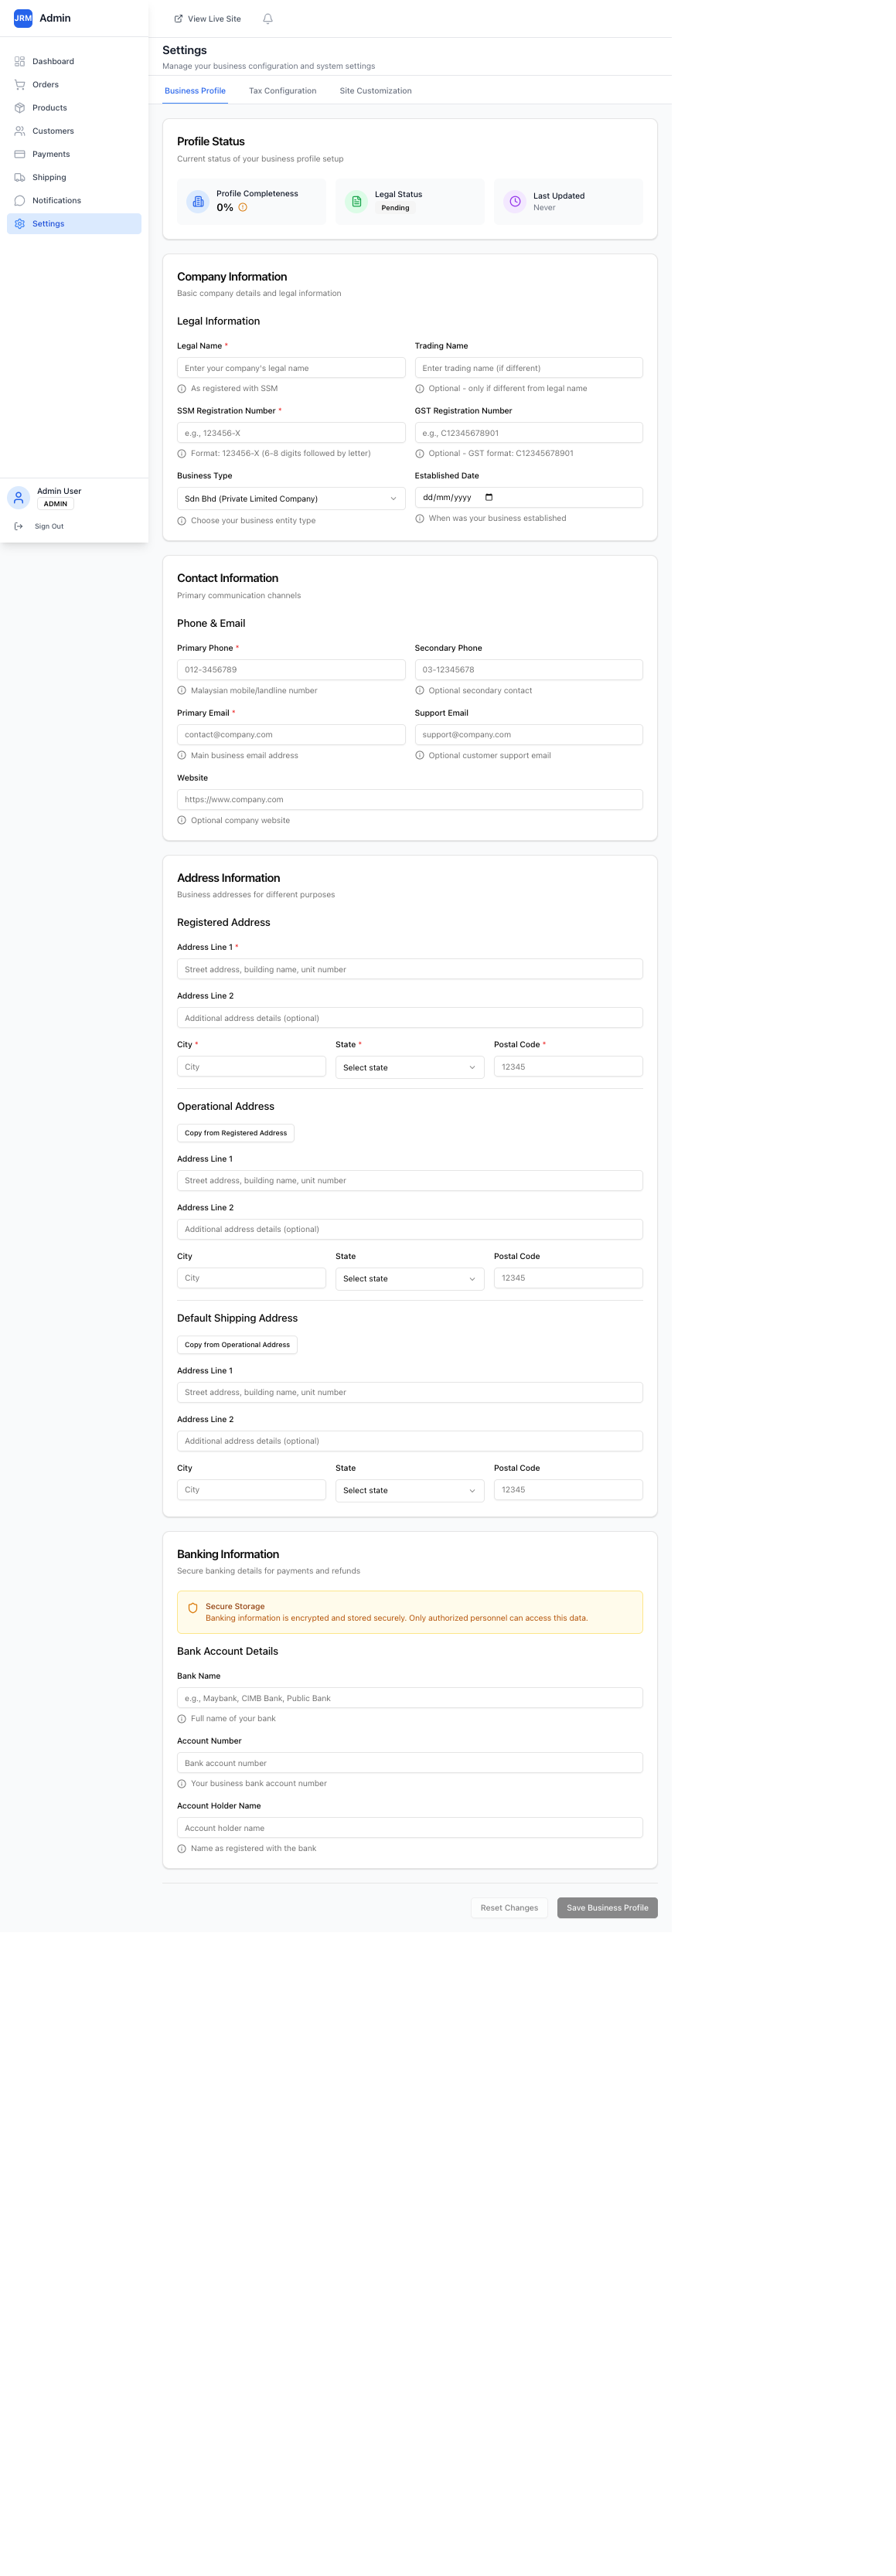 JRM Admin
Dashboard
Orders
Products
Customers
Payments
Shipping
Notifications
Settings
Admin User
ADMIN
Sign Out
View Live Site
Settings
Manage your business configuration and system settings
Business Profile Tax Configuration Site Customization
Profile Status
Current status of your business profile setup
Profile Completeness
0%
Legal Status
Pending
Last Updated
Never
Company Information
Basic company details and legal information
Legal Information
Legal Name * Trading Name
Enter your company's legal name Enter trading name (if different)
As registered with SSM Optional - only if different from legal name
SSM Registration Number * GST Registration Number
e.g., 123456-X e.g., C12345678901
Format: 123456-X (6-8 digits followed by letter) Optional - GST format: C12345678901
Business Type Established Date
Sdn Bhd (Private Limited Company) dd/mm/yyyy
Choose your business entity type When was your business established
Contact Information
Primary communication channels
Phone & Email
Primary Phone * Secondary Phone
012-3456789 03-12345678
Malaysian mobile/landline number Optional secondary contact
Primary Email * Support Email
contact@company.com support@company.com
Main business email address Optional customer support email
Website
https://www.company.com
Optional company website
Address Information
Business addresses for different purposes
Registered Address
Address Line 1 *
Street address, building name, unit number
Address Line 2
Additional address details (optional)
City * State * Postal Code *
City Select state 12345
Operational Address
Copy from Registered Address
Address Line 1
Street address, building name, unit number
Address Line 2
Additional address details (optional)
City State Postal Code
City Select state 12345
Default Shipping Address
Copy from Operational Address
Address Line 1
Street address, building name, unit number
Address Line 2
Additional address details (optional)
City State Postal Code
City Select state 12345
Banking Information
Secure banking details for payments and refunds
Secure Storage
Banking information is encrypted and stored securely. Only authorized personnel can access this data.
Bank Account Details
Bank Name
e.g., Maybank, CIMB Bank, Public Bank
Full name of your bank
Account Number
Bank account number
Your business bank account number
Account Holder Name
Account holder name
Name as registered with the bank
Reset Changes Save Business Profile